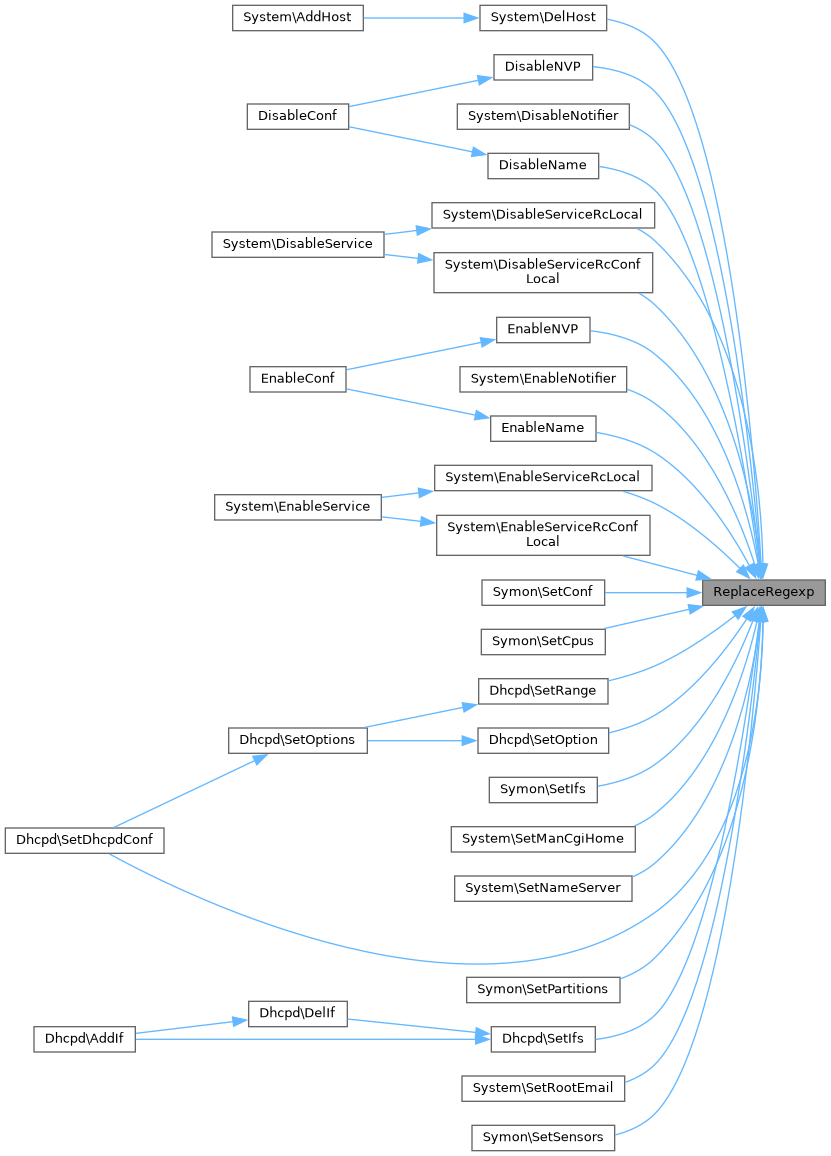 System\AddHost
System\DelHost
DisableNVP
DisableConf
System\DisableNotifier
DisableName
System\DisableServiceRcLocal
System\DisableService
System\DisableServiceRcConf
Local
EnableNVP
EnableConf
System\EnableNotifier
EnableName
System\EnableServiceRcLocal
System\EnableService
System\EnableServiceRcConf
Local
Symon\SetConf
ReplaceRegexp
Symon\SetCpus
Dhcpd\SetRange
Dhcpd\SetOptions
Dhcpd\SetOption
Symon\SetIfs
Dhcpd\SetDhcpdConf
System\SetManCgiHome
System\SetNameServer
Symon\SetPartitions
Dhcpd\DelIf
Dhcpd\AddIf
Dhcpd\SetIfs
System\SetRootEmail
Symon\SetSensors